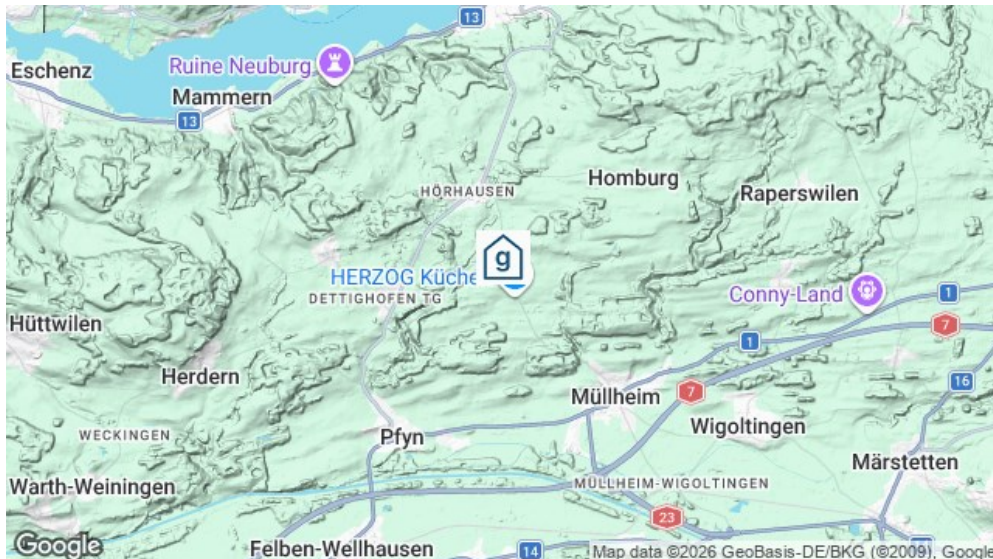 13
Eschenz
Ruine Neuburg
Mammern
13
HÖRHAUSEN
Homburg
Raperswilen
g
HERZOG Küche
DETTIGHOFEN TG
Conny-Land
1
7
Hüttwilen
1
Herdern
16
7
Müllheim
Wigoltingen
WECKINGEN
Pfyn
Märstetten
Warth-Weiningen
MÜLLHEIM-WIGOLTINGEN
23
Google
Felben-Wellhausen
14
Map data ©2026 GeoBasis-DE/BKG (©2009), Google